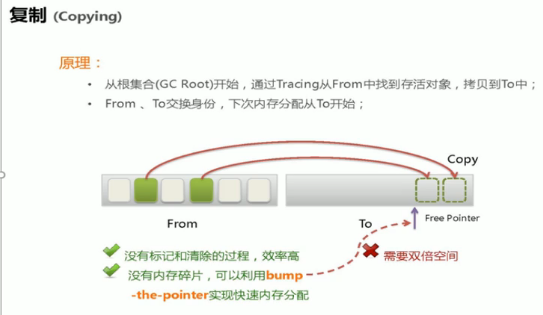 复制 (Copying)
原理：
• 从根集合(GC Root)开始，通过Tracing从From中找到存活对象，拷贝到To中；
• From 、To交换身份，下次内存分配从To开始；
Copy
From
To
Free Pointer
没有标记和清除的过程，效率高
需要双倍空间
没有内存碎片，可以利用bump
-the-pointer实现快速内存分配